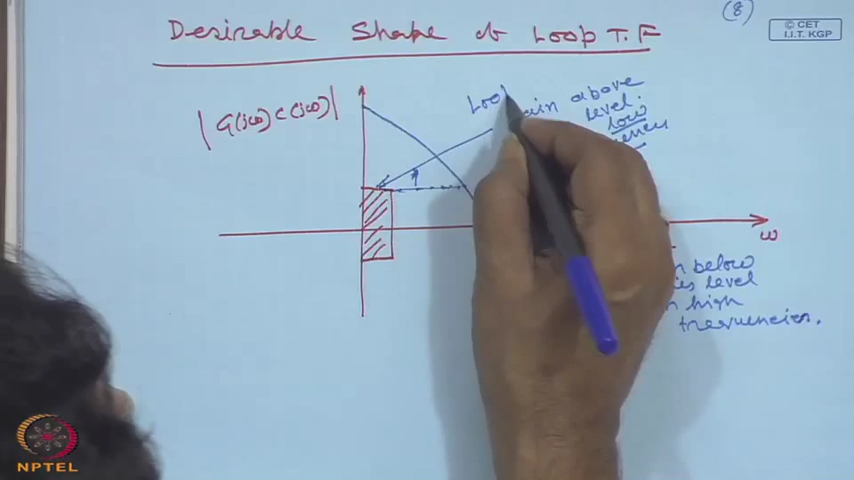 (8)
© CET
I.I.T. KGP
Desirable Shape of Loop T.F
|G(jω)C(jω)|
Loop
above
level.
low
ω
below
level
high
frequencies.
NPTEL